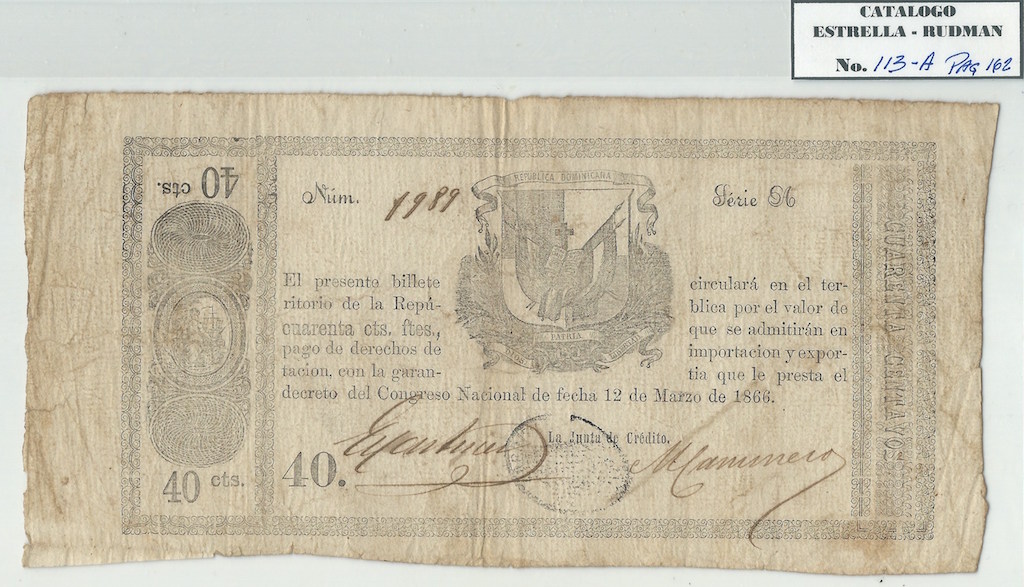 CATALOGO
ESTRELLA - RUDMAN
No. 113-A PAG 162
40 cts.
Núm. 1989
REPUBLICA DOMINICANA
Série A
CUARENTA CENTAVOS
El presente billete circulará en el ter-
ritorio de la Repú- blica por el valor de
cuarenta cts. ftes., que se admitirán en
pago de derechos de importacion y expor-
tacion, con la garan- tia que le presta el
decreto del Congreso Nacional de fecha 12 de Marzo de 1866.
PATRIA
La Junta de Crédito.
40.
40 cts.